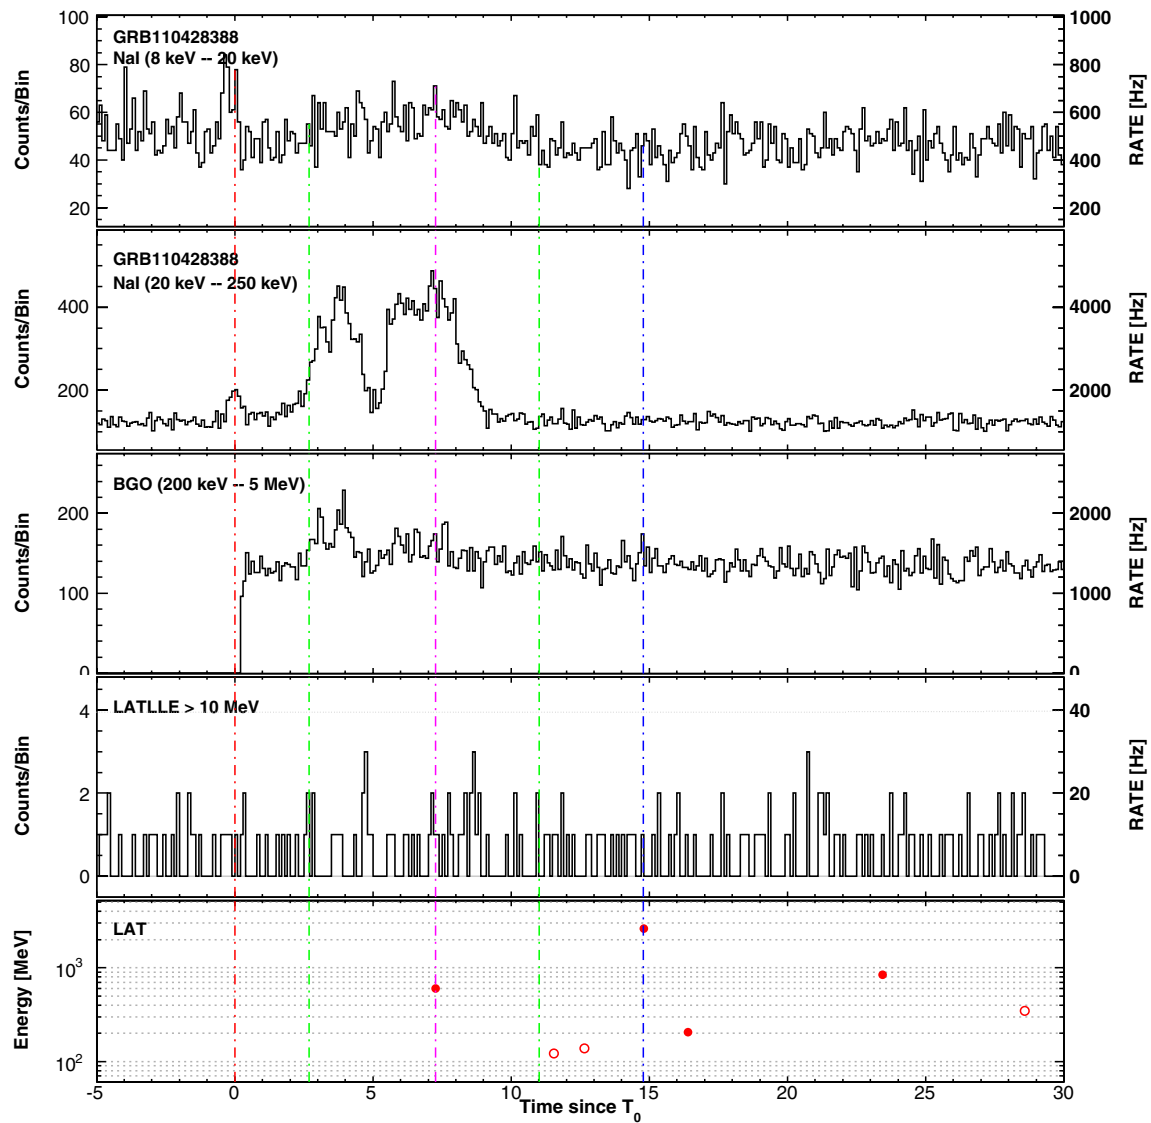 GRB110428388
NaI (8 keV -- 20 keV)
Counts/Bin
100
80
60
40
20
1000
800
600
400
200
RATE [Hz]
GRB110428388
NaI (20 keV -- 250 keV)
Counts/Bin
400
200
4000
2000
RATE [Hz]
BGO (200 keV -- 5 MeV)
Counts/Bin
200
100
0
2000
1000
0
RATE [Hz]
LATLLE > 10 MeV
Counts/Bin
4
2
0
40
20
0
RATE [Hz]
LAT
Energy [MeV]
10³
10²
-5 0 5 10 15 20 25 30
Time since T₀